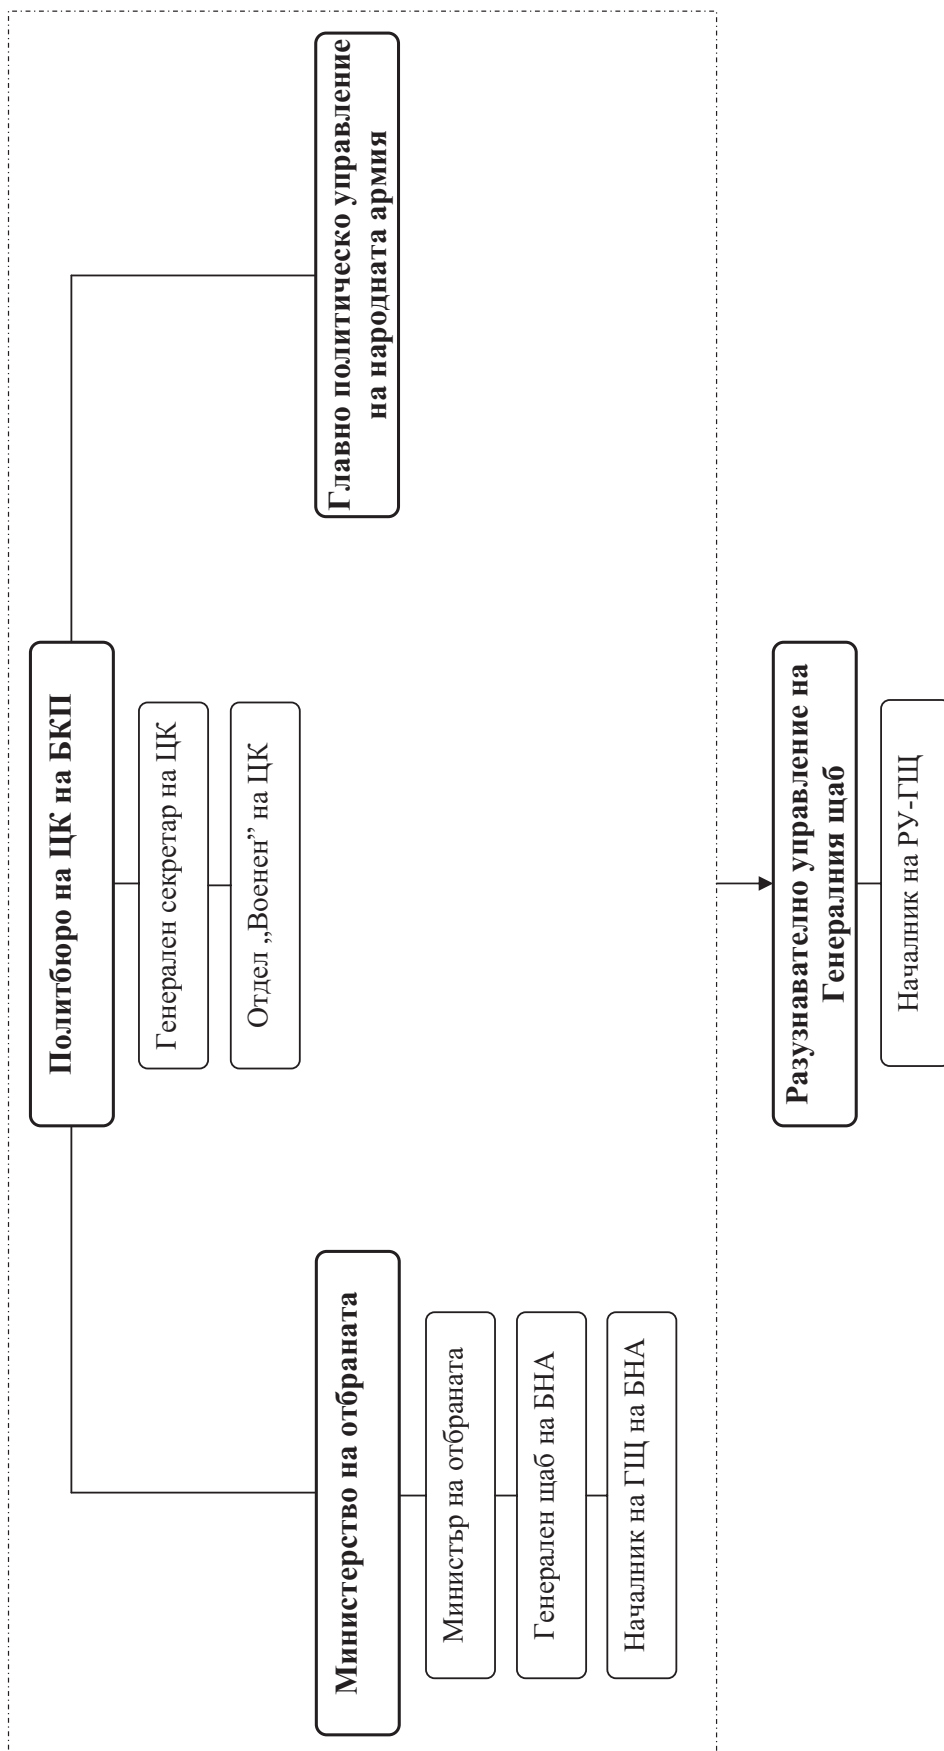 Политбюро на ЦК на БКП
Генерален секретар на ЦК
Отдел „Военен” на ЦК
Министерство на отбраната
Министър на отбраната
Генерален щаб на БНА
Началник на ГЩ на БНА
Главно политическо управление
на народната армия
Разузнавателно управление на
Генералния щаб
Началник на РУ-ГЩ